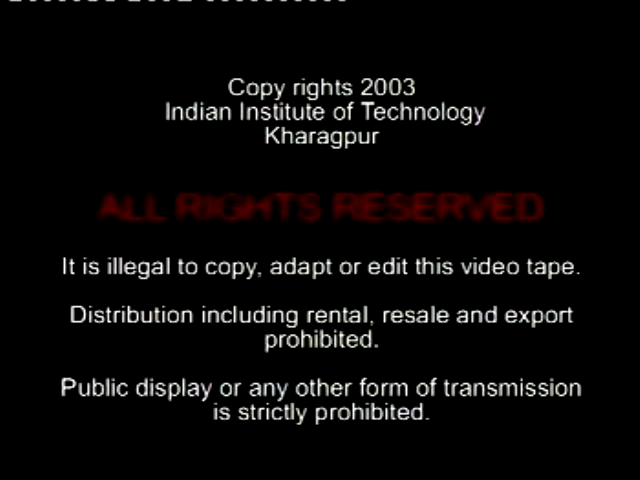 Copy rights 2003
Indian Institute of Technology
Kharagpur
ALL RIGHTS RESERVED
It is illegal to copy, adapt or edit this video tape.
Distribution including rental, resale and export
prohibited.
Public display or any other form of transmission
is strictly prohibited.